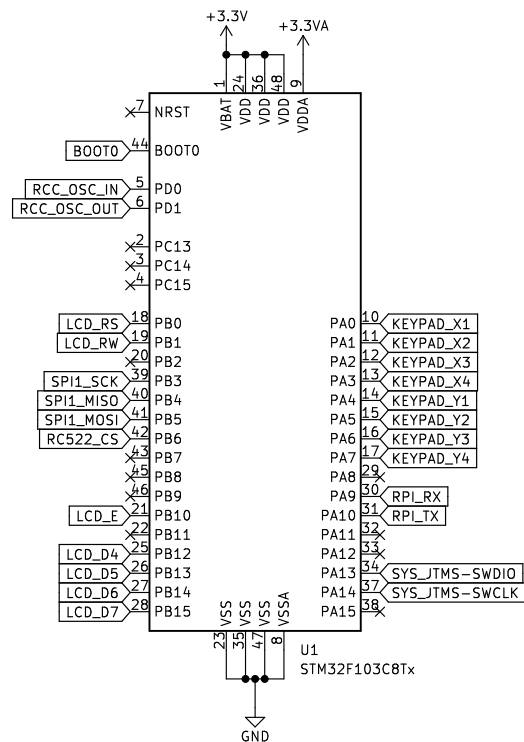 +3.3V
+3.3VA
1 24 36 48 9
VBAT VDD VDD VDD VDDA
7 NRST
BOOT0 44 BOOT0
RCC_OSC_IN 5 PD0
RCC_OSC_OUT 6 PD1
2 PC13
3 PC14
4 PC15
LCD_RS 18 PB0 PA0 10 KEYPAD_X1
LCD_RW 19 PB1 PA1 11 KEYPAD_X2
20 PB2 PA2 12 KEYPAD_X3
SPI1_SCK 39 PB3 PA3 13 KEYPAD_X4
SPI1_MISO 40 PB4 PA4 14 KEYPAD_Y1
SPI1_MOSI 41 PB5 PA5 15 KEYPAD_Y2
RC522_CS 42 PB6 PA6 16 KEYPAD_Y3
43 PB7 PA7 17 KEYPAD_Y4
45 PB8 PA8 29
46 PB9 PA9 30 RPI_RX
LCD_E 21 PB10 PA10 31 RPI_TX
22 PB11 PA11 32
LCD_D4 25 PB12 PA12 33
LCD_D5 26 PB13 PA13 34 SYS_JTMS-SWDIO
LCD_D6 27 PB14 PA14 37 SYS_JTMS-SWCLK
LCD_D7 28 PB15 PA15 38
VSS VSS VSS VSSA
23 35 47 8
U1
STM32F103C8Tx
GND